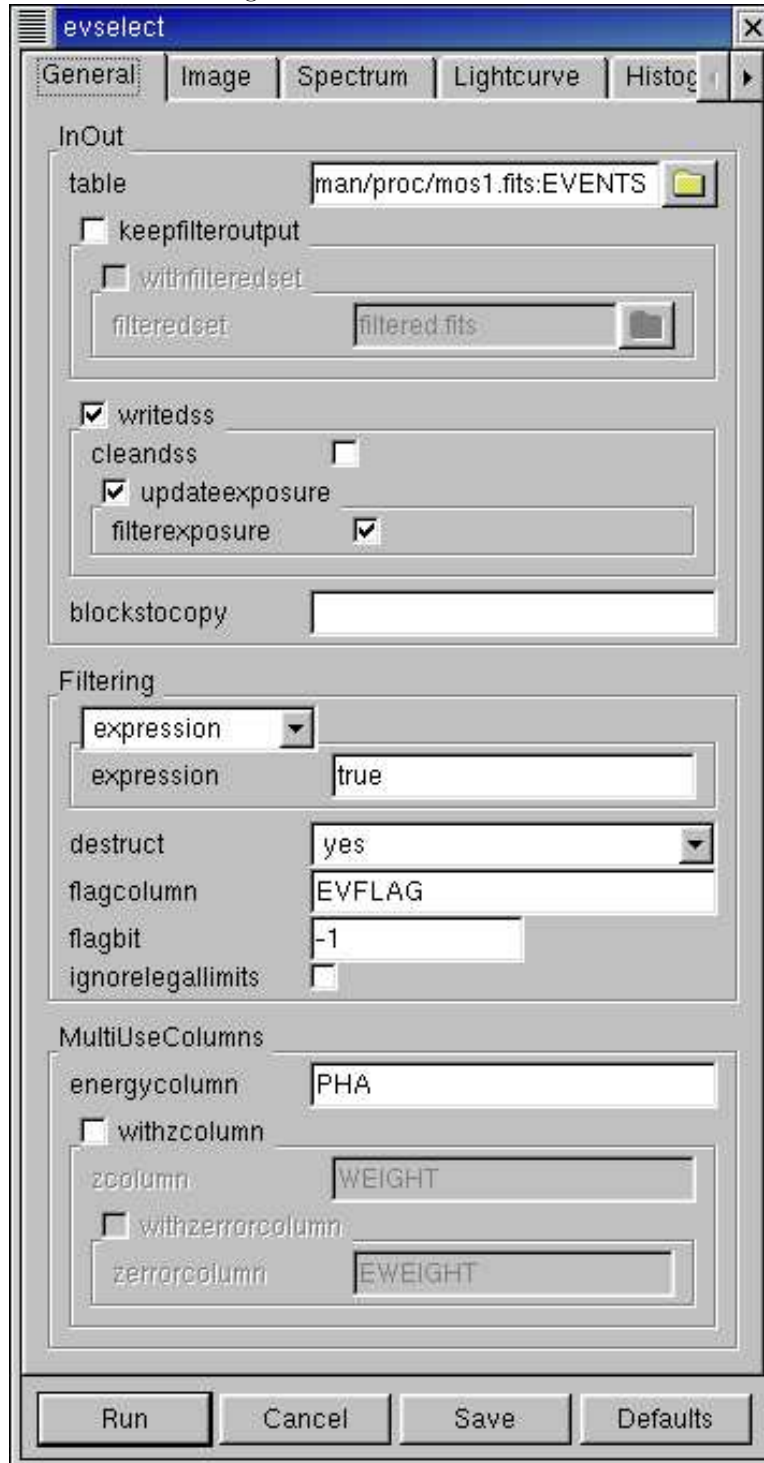 evselect
General Image Spectrum Lightcurve Histog
InOut
table man/proc/mos1.fits:EVENTS
keepfilteroutput
withfilteredset
filteredset filtered.fits
writedss
cleandss
updateexposure
filterexposure
blockstocopy
Filtering
expression
expression true
destruct yes
flagcolumn EVFLAG
flagbit -1
ignorelegallimits
MultiUseColumns
energycolumn PHA
withzcolumn
zcolumn WEIGHT
withzerrorcolumn
zerrorcolumn EWEIGHT
Run Cancel Save Defaults